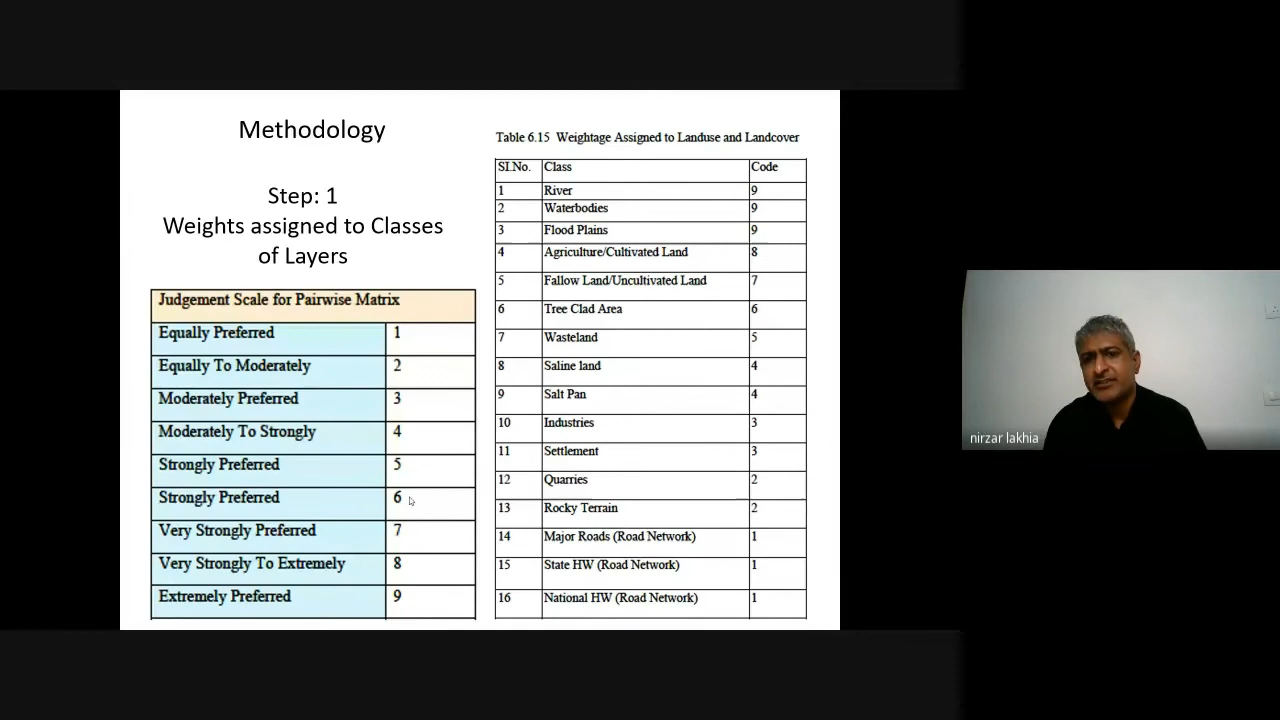 Methodology
Step: 1
Weights assigned to Classes
of Layers
Judgement Scale for Pairwise Matrix
Equally Preferred 1
Equally To Moderately 2
Moderately Preferred 3
Moderately To Strongly 4
Strongly Preferred 5
Strongly Preferred 6
Very Strongly Preferred 7
Very Strongly To Extremely 8
Extremely Preferred 9
Table 6.15 Weightage Assigned to Landuse and Landcover
Sl.No. Class Code
1 River 9
2 Waterbodies 9
3 Flood Plains 9
4 Agriculture/Cultivated Land 8
5 Fallow Land/Uncultivated Land 7
6 Tree Clad Area 6
7 Wasteland 5
8 Saline land 4
9 Salt Pan 4
10 Industries 3
11 Settlement 3
12 Quarries 2
13 Rocky Terrain 2
14 Major Roads (Road Network) 1
15 State HW (Road Network) 1
16 National HW (Road Network) 1
nirzar lakhia